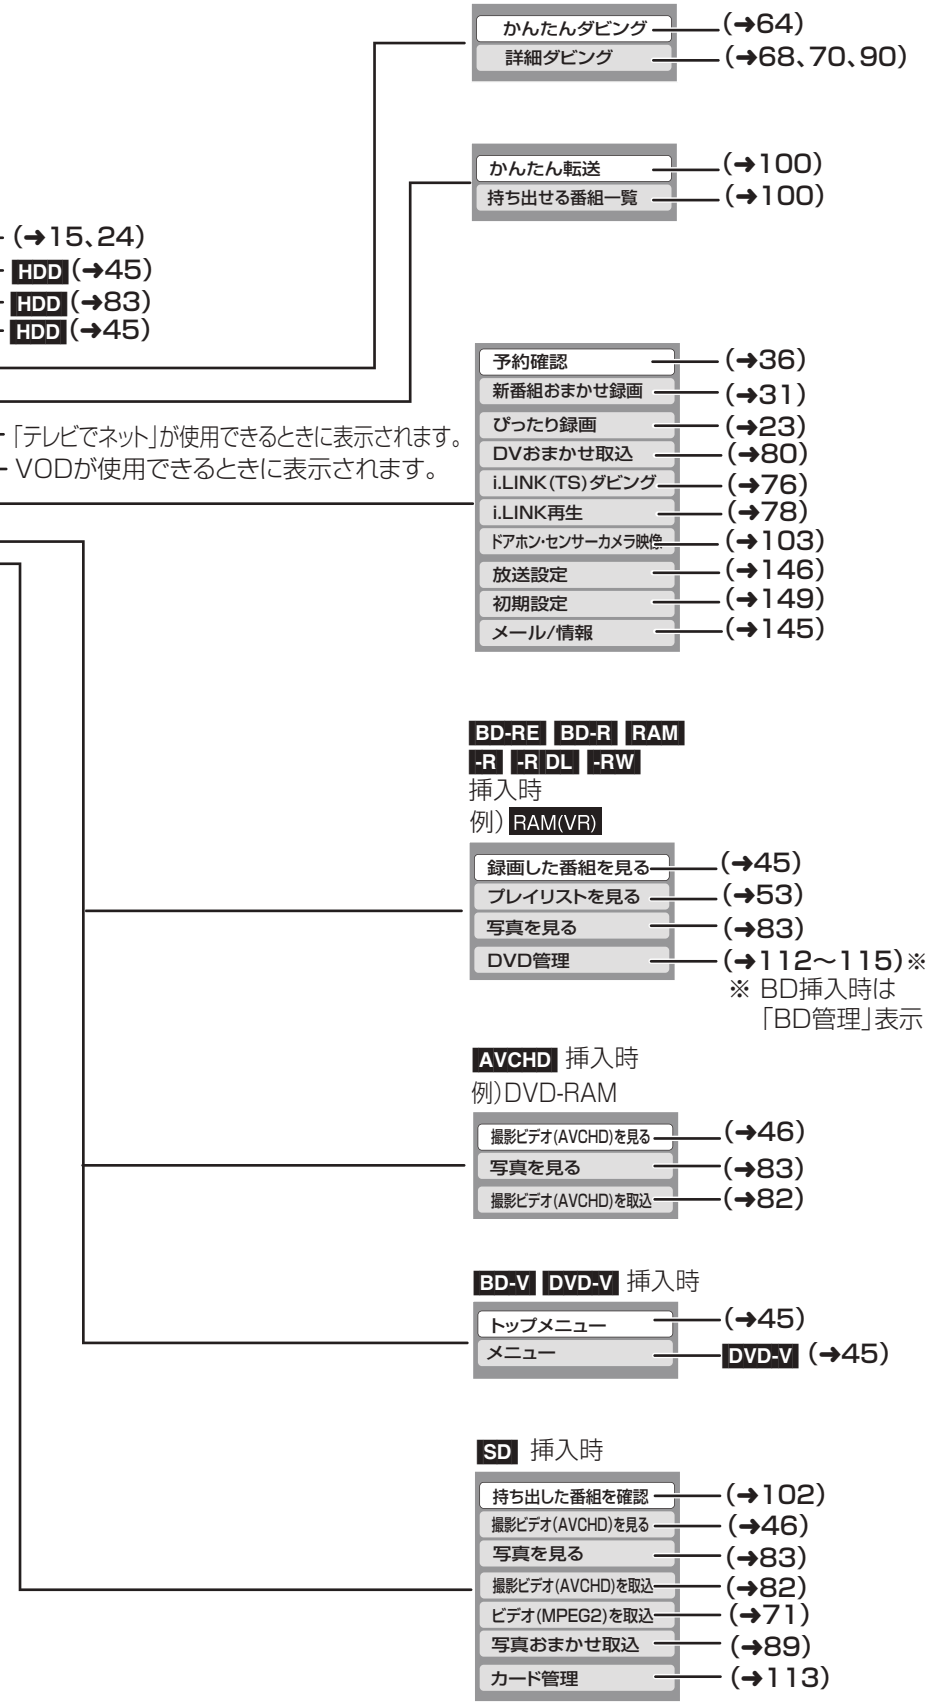 かんたんダビング (➔64)
詳細ダビング (➔68、70、90)
かんたん転送 (➔100)
持ち出せる番組一覧 (➔100)
(➔15、24)
HDD (➔45)
HDD (➔83)
HDD (➔45)
「テレビでネット」が使用できるときに表示されます。
VODが使用できるときに表示されます。
予約確認 (➔36)
新番組おまかせ録画 (➔31)
ぴったり録画 (➔23)
DVおまかせ取込 (➔80)
i.LINK(TS)ダビング (➔76)
i.LINK再生 (➔78)
ドアホン・センサーカメラ映像 (➔103)
放送設定 (➔146)
初期設定 (➔149)
メール/情報 (➔145)
BD-RE BD-R RAM
-R -R DL -RW
挿入時
例) RAM(VR)
録画した番組を見る (➔45)
プレイリストを見る (➔53)
写真を見る (➔83)
DVD管理 (➔112～115)※
※ BD挿入時は
「BD管理」表示
AVCHD 挿入時
例)DVD-RAM
撮影ビデオ(AVCHD)を見る (➔46)
写真を見る (➔83)
撮影ビデオ(AVCHD)を取込 (➔82)
BD-V DVD-V 挿入時
トップメニュー (➔45)
メニュー DVD-V (➔45)
SD 挿入時
持ち出した番組を確認 (➔102)
撮影ビデオ(AVCHD)を見る (➔46)
写真を見る (➔83)
撮影ビデオ(AVCHD)を取込 (➔82)
ビデオ(MPEG2)を取込 (➔71)
写真おまかせ取込 (➔89)
カード管理 (➔113)